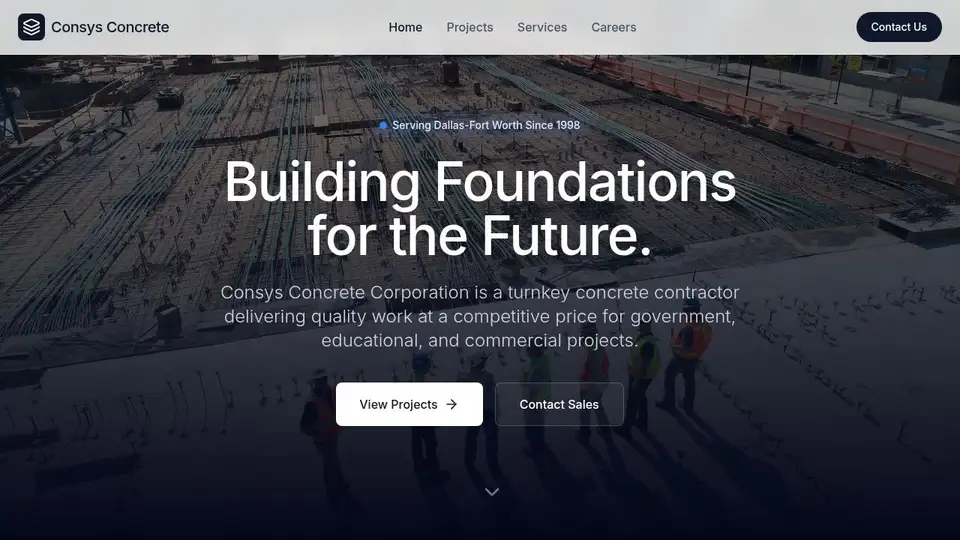 Consys Concrete
Home
Projects
Services
Careers
Contact Us
Serving Dallas-Fort Worth Since 1998
Building Foundations
for the Future.
Consys Concrete Corporation is a turnkey concrete contractor
delivering quality work at a competitive price for government,
educational, and commercial projects.
View Projects
Contact Sales